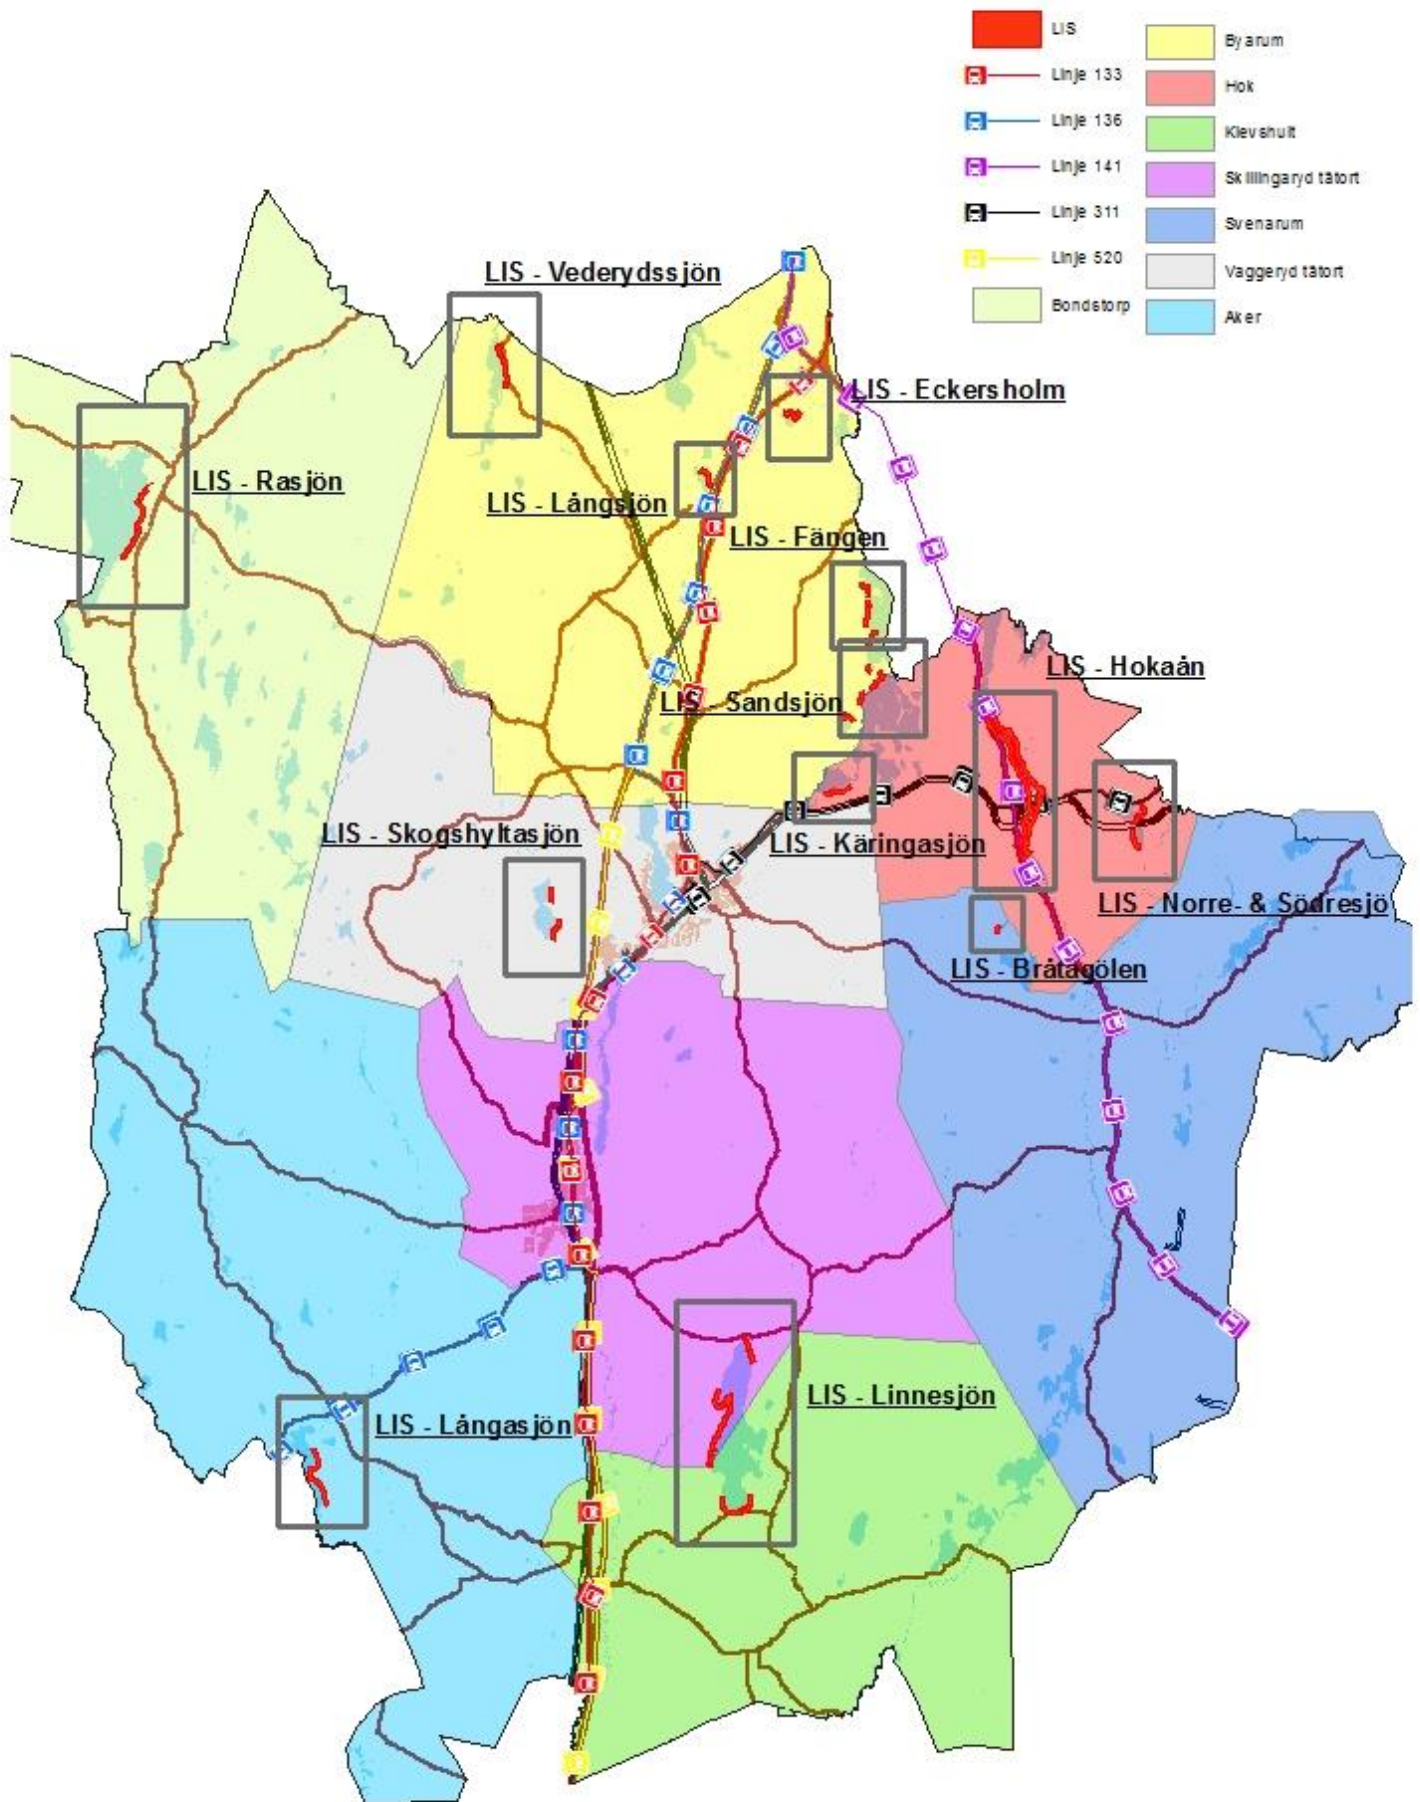 LIS
Linje 133
Linje 136
Linje 141
Linje 311
Linje 520
Bondstorp
Byarum
Hok
Klevshult
Skillingaryd tätort
Svenarum
Vaggeryd tätort
Åker
LIS - Vederydssjön
LIS - Eckersholm
LIS - Rasjön
LIS - Långsjön
LIS - Fängen
LIS - Hokaån
LIS - Sandsjön
LIS - Skogshyltasjön
LIS - Käringasjön
LIS - Norre- & Södresjö
LIS - Bråtagölen
LIS - Linnesjön
LIS - Långasjön